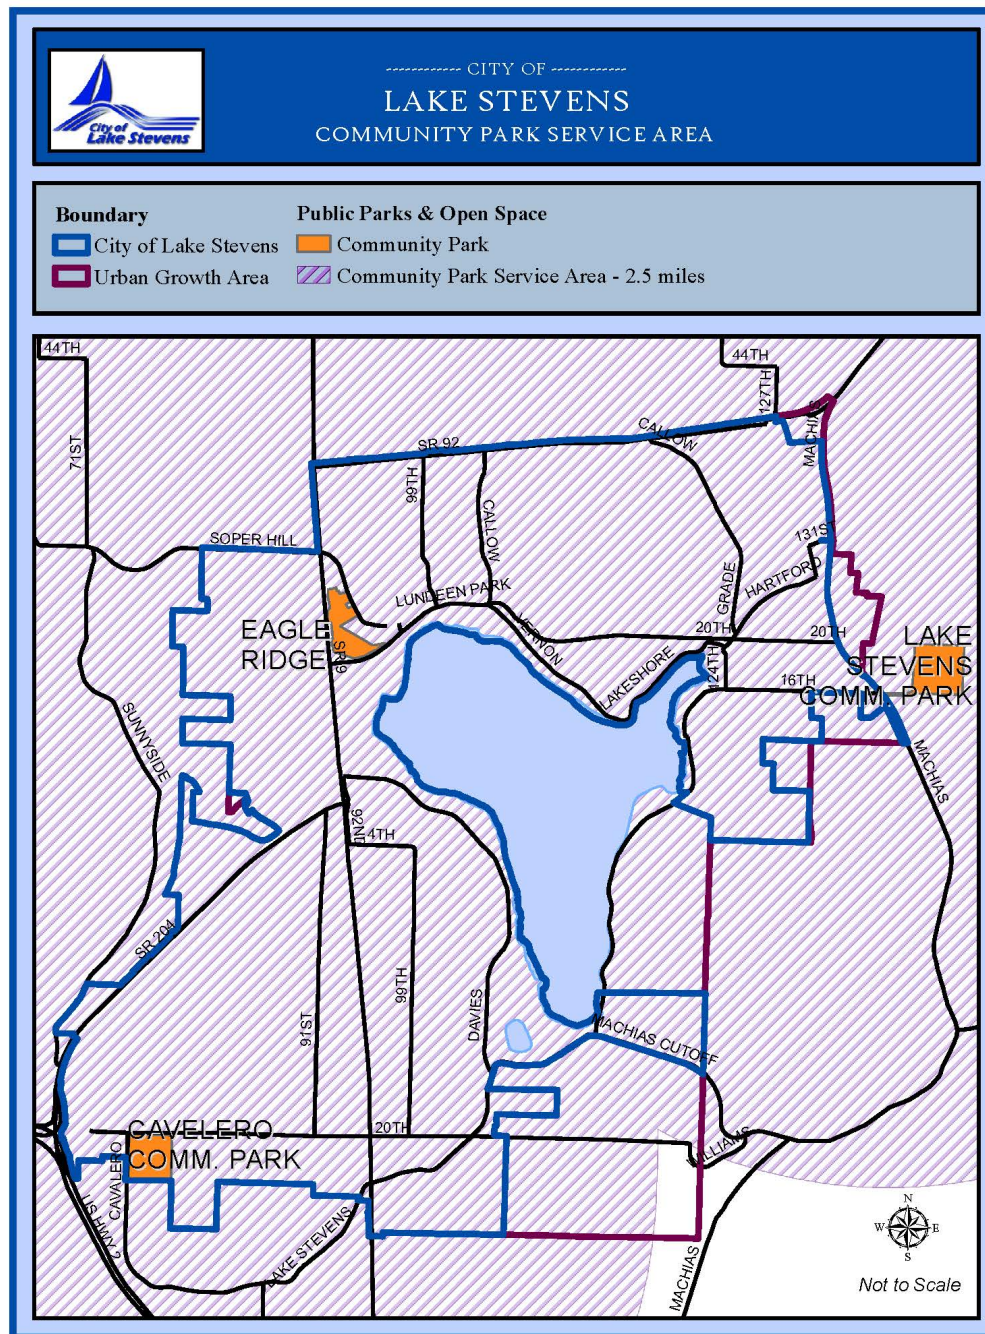 ------------ CITY OF ------------
LAKE STEVENS
COMMUNITY PARK SERVICE AREA
City of
Lake Stevens
Boundary
City of Lake Stevens
Urban Growth Area
Public Parks & Open Space
Community Park
Community Park Service Area - 2.5 miles
44TH
44TH
127TH
MACHIAS
71ST
CALLOW
SR 92
99TH
CALLOW
SOPER HILL
131ST
HARTFORD
GRADE
LUNDEEN PARK
VERNON
20TH
20TH
EAGLE
RIDGE
SR 9
LAKE
STEVENS
COMM. PARK
LAKESHORE
124TH
16TH
SUNNYSIDE
MACHIAS
92ND
4TH
SR 204
99TH
91ST
DAVIES
MACHIAS CUTOFF
CAVELERO
COMM. PARK
20TH
WILLIAMS
CAVALERO
US HWY 2
LAKE STEVENS
MACHIAS
N
W
E
S
Not to Scale